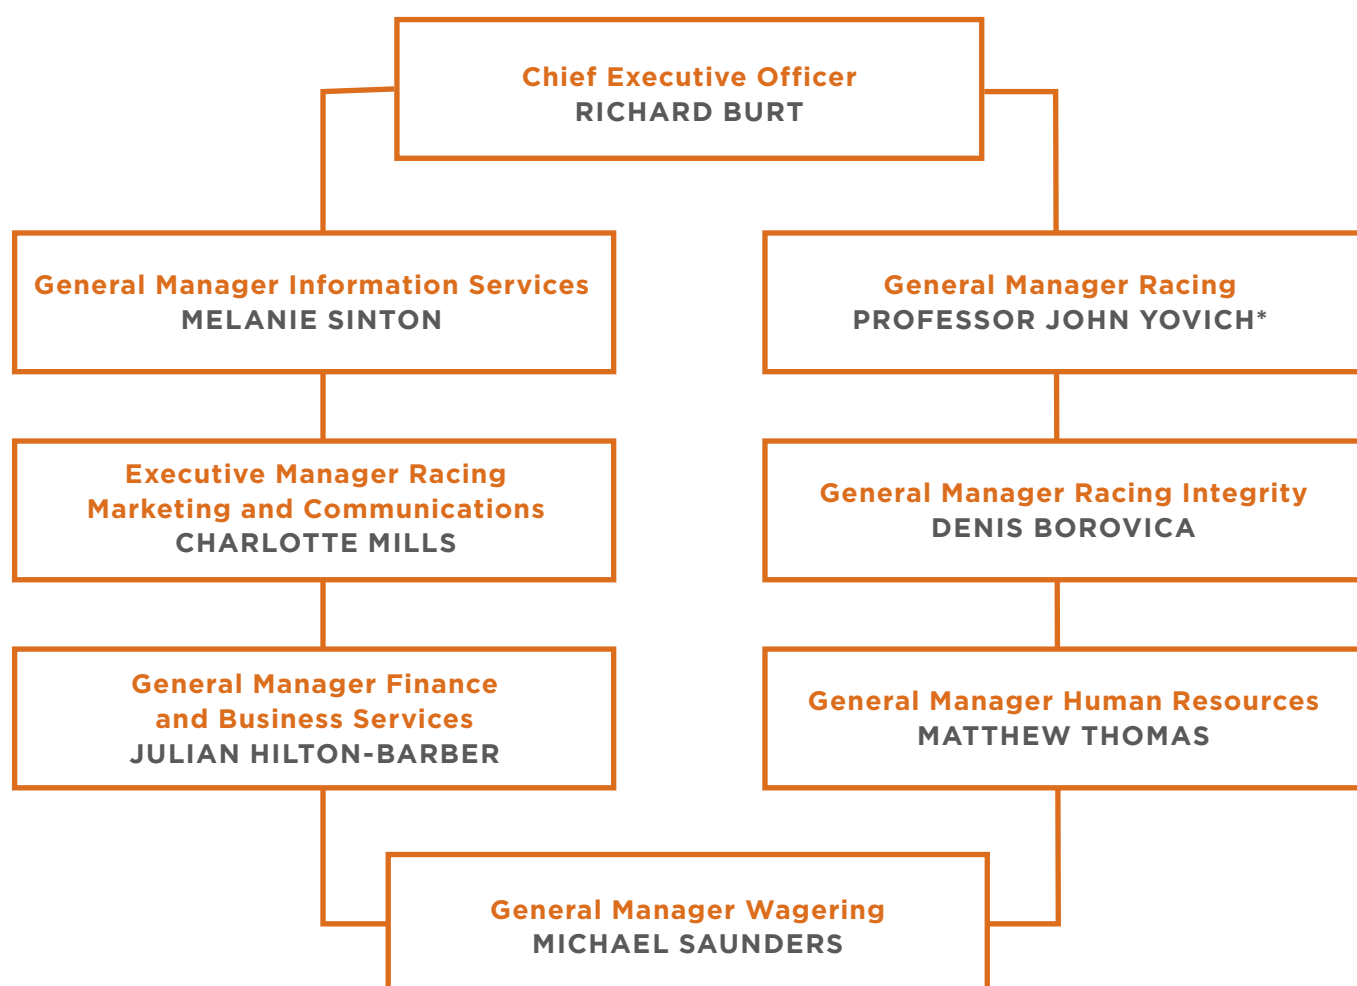 Chief Executive Officer
RICHARD BURT
General Manager Information Services
MELANIE SINTON
General Manager Racing
PROFESSOR JOHN YOVICH*
Executive Manager Racing
Marketing and Communications
CHARLOTTE MILLS
General Manager Racing Integrity
DENIS BOROVICA
General Manager Finance
and Business Services
JULIAN HILTON-BARBER
General Manager Human Resources
MATTHEW THOMAS
General Manager Wagering
MICHAEL SAUNDERS